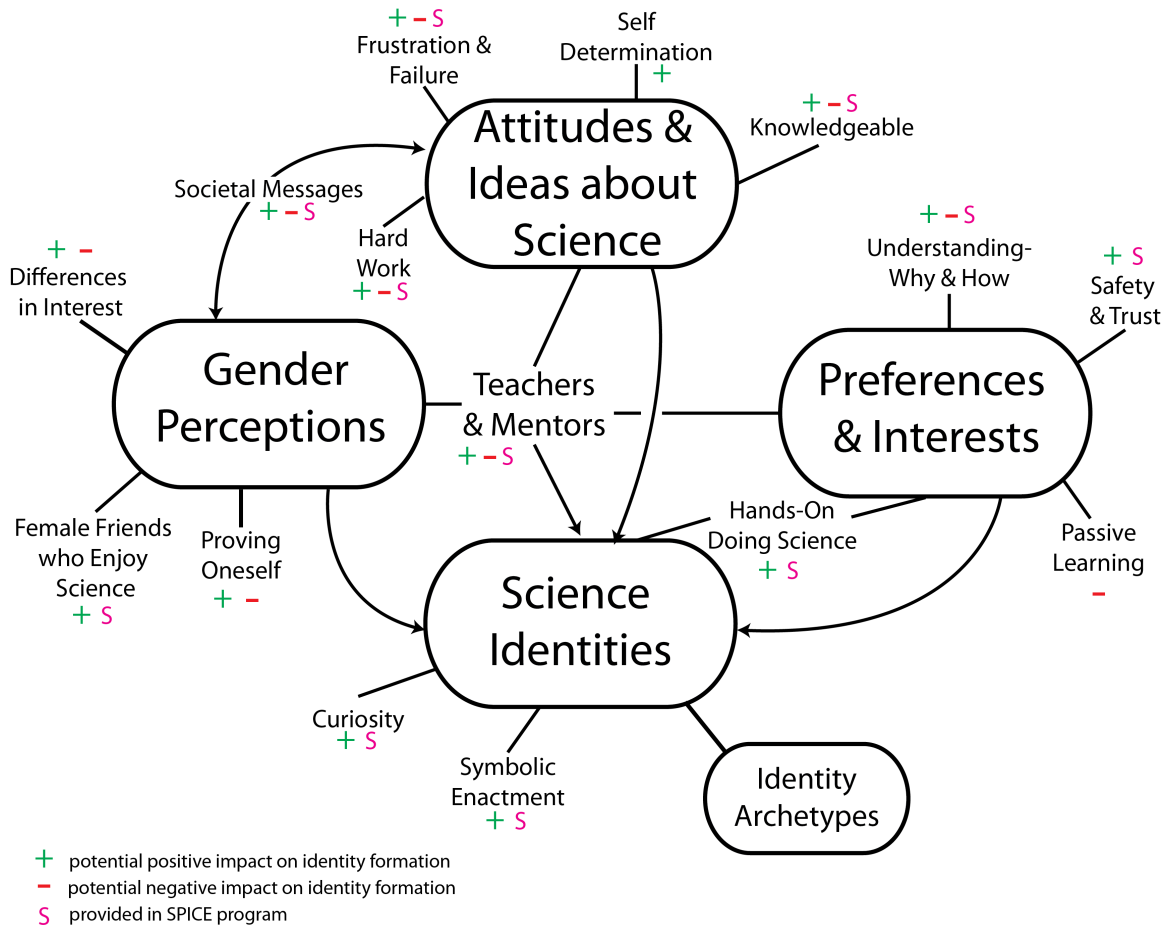 + – S
Frustration &
Failure
Self
Determination
+
+ – S
Knowledgeable
Attitudes &
Ideas about
Science
Societal Messages
+ – S
Hard
Work
+ – S
+ – S
Understanding-
Why & How
+ S
Safety
& Trust
+ –
Differences
in Interest
Gender
Perceptions
Teachers
& Mentors
+ – S
Preferences
& Interests
Female Friends
who Enjoy
Science
+ S
Proving
Oneself
+ –
Hands-On
Doing Science
+ S
Passive
Learning
–
Science
Identities
Curiosity
+ S
Symbolic
Enactment
+ S
Identity
Archetypes
+ potential positive impact on identity formation
– potential negative impact on identity formation
S provided in SPICE program